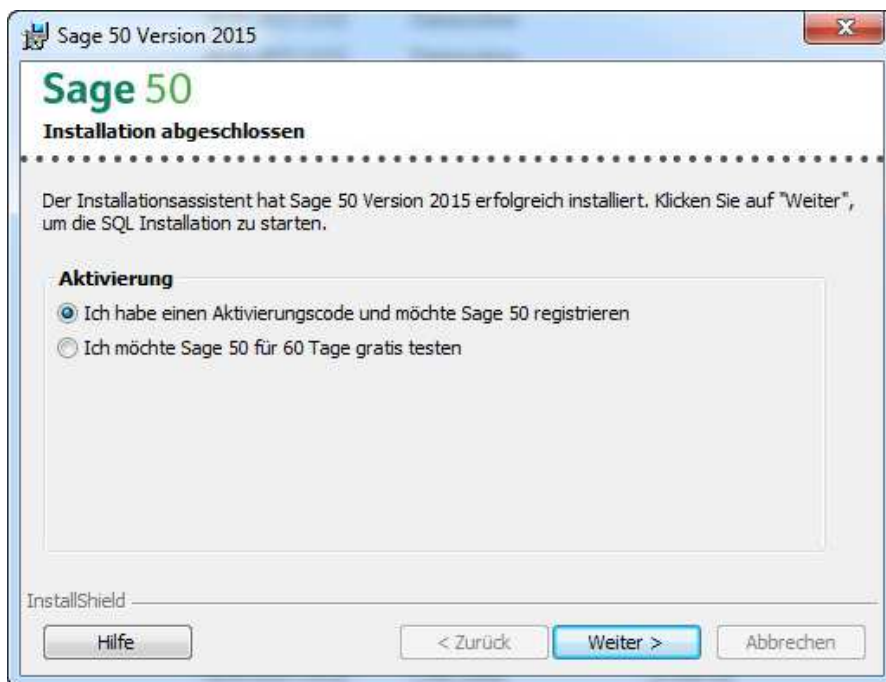 Sage 50 Version 2015
Sage 50
Installation abgeschlossen
Der Installationsassistent hat Sage 50 Version 2015 erfolgreich installiert. Klicken Sie auf "Weiter",
um die SQL Installation zu starten.
Aktivierung
Ich habe einen Aktivierungscode und möchte Sage 50 registrieren
Ich möchte Sage 50 für 60 Tage gratis testen
InstallShield
Hilfe
< Zurück
Weiter >
Abbrechen